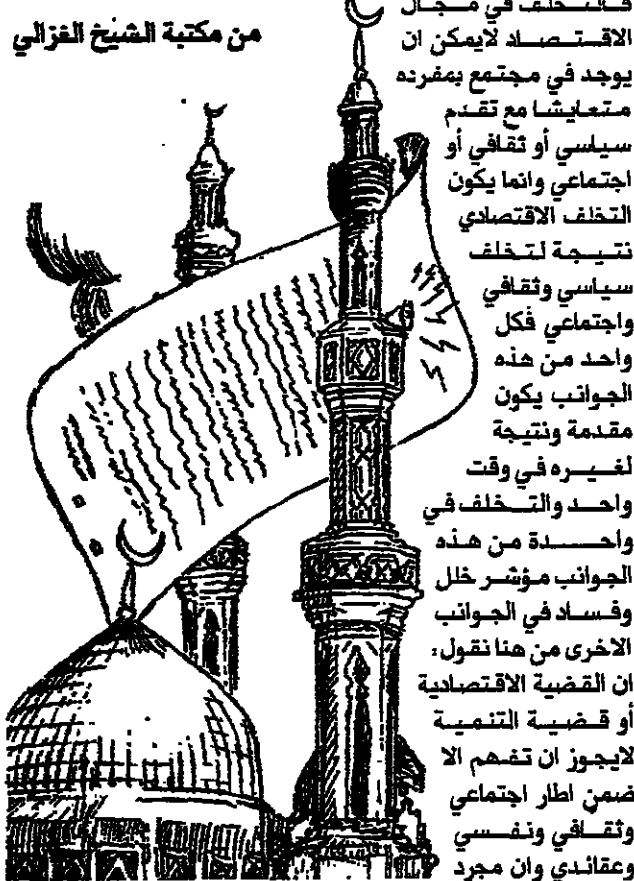 من مكتبة الشيخ الغزالي
فالتخلف في مجال
الاقتصاد لايمكن ان
يوجد في مجتمع بمفرده
متعايشا مع تقدم
سياسي أو ثقافي أو
اجتماعي وانما يكون
التخلف الاقتصادي
نتيجة لتخلف
سياسي وثقافي
واجتماعي فكل
واحد من هذه
الجوانب يكون
مقدمة ونتيجة
لغيره في وقت
واحد والتخلف في
واحدة من هذه
الجوانب مؤشر خلل
وفساد في الجوانب
الاخرى من هنا نقول:
ان القضية الاقتصادية
أو قضية التنمية
لايجوز ان تفهم الا
ضمن اطار اجتماعي
وثقافي ونفسي
وعقائدي وان مجرد